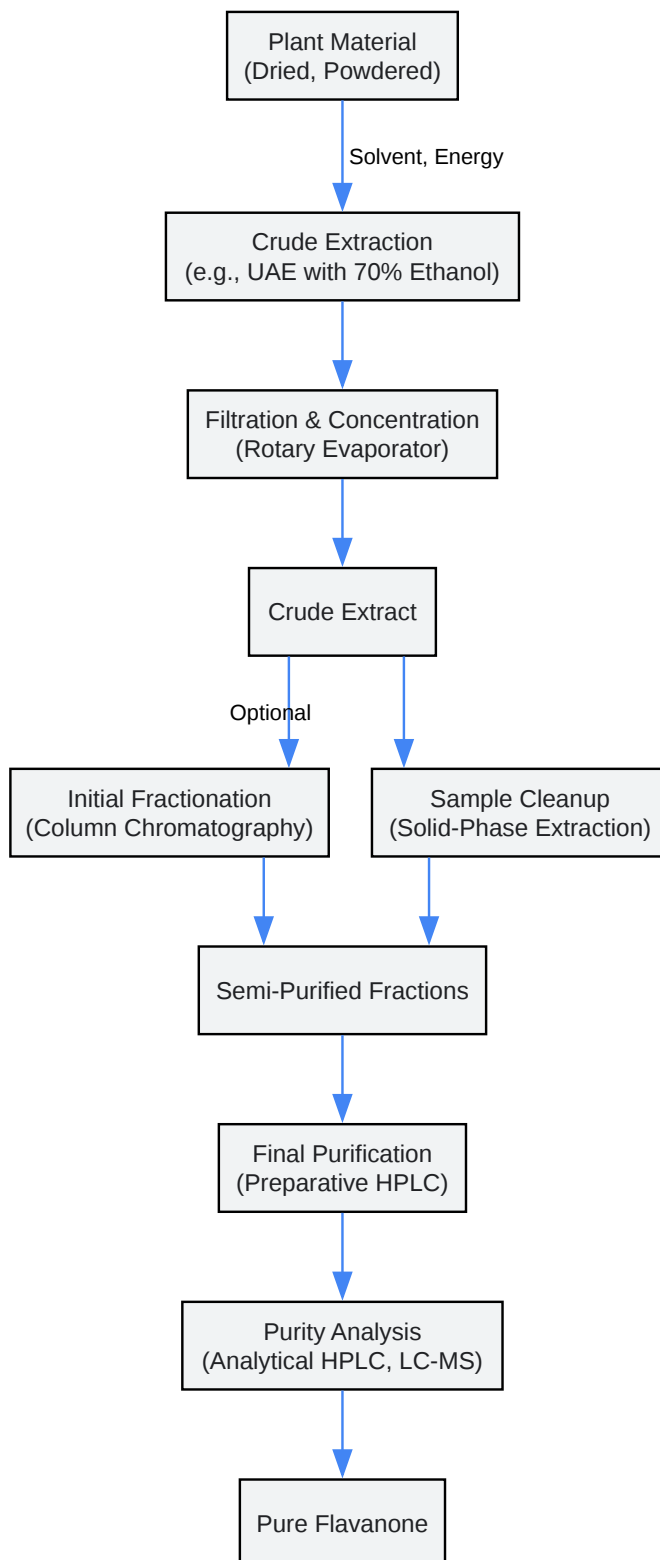 Plant Material
(Dried, Powdered)
Solvent, Energy
Crude Extraction
(e.g., UAE with 70% Ethanol)
Filtration & Concentration
(Rotary Evaporator)
Crude Extract
Optional
Initial Fractionation
(Column Chromatography)
Sample Cleanup
(Solid-Phase Extraction)
Semi-Purified Fractions
Final Purification
(Preparative HPLC)
Purity Analysis
(Analytical HPLC, LC-MS)
Pure Flavanone